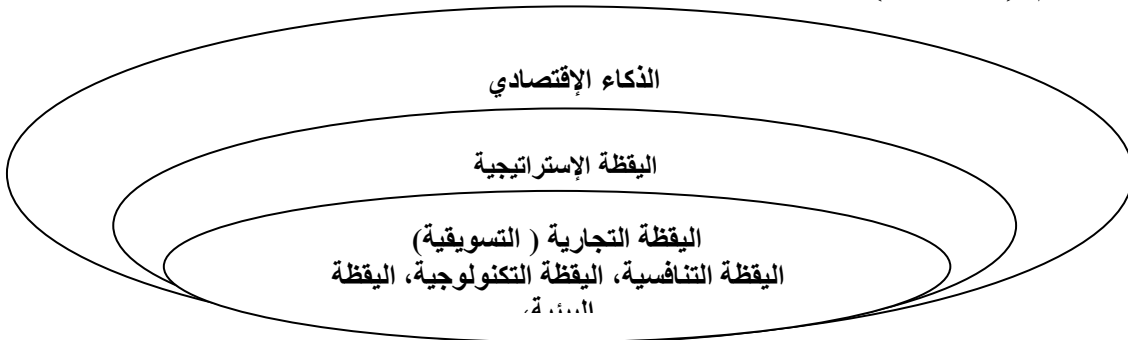 الذكاء الإقتصادي
اليقظة الإستراتيجية
اليقظة التجارية ( التسويقية)
اليقظة التنافسية، اليقظة التكنولوجية، اليقظة